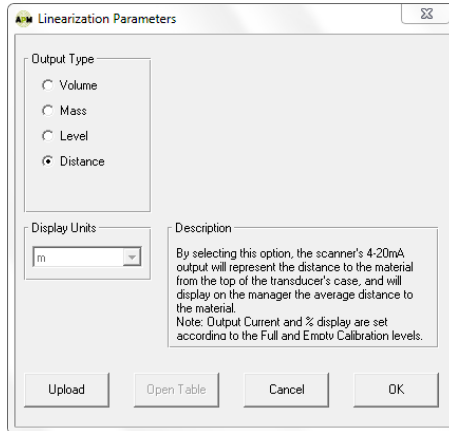 APM Linearization Parameters
Output Type
Volume
Mass
Level
Distance
Display Units
m
Description
By selecting this option, the scanner's 4-20mA
output will represent the distance to the material
from the top of the transducer's case, and will
display on the manager the average distance to
the material.
Note: Output Current and % display are set
according to the Full and Empty Calibration levels.
Upload
Open Table
Cancel
OK